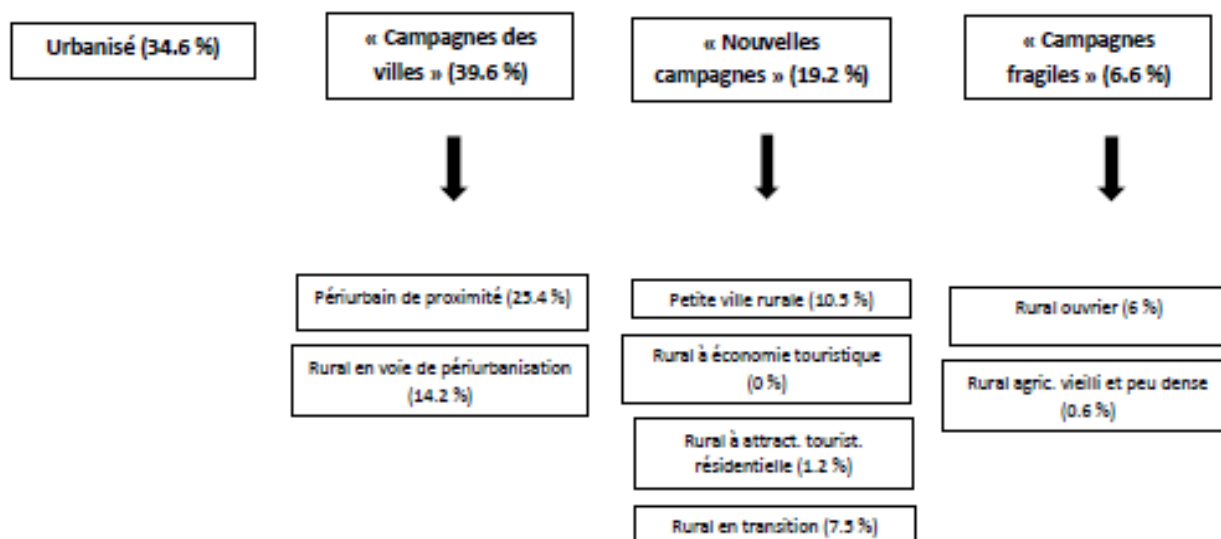 Urbanisé (34.6 %)
« Campagnes des
villes » (39.6 %)
« Nouvelles
campagnes » (19.2 %)
« Campagnes
fragiles » (6.6 %)
Périurbain de proximité (25.4 %)
Rural en voie de périurbanisation
(14.2 %)
Petite ville rurale (10.5 %)
Rural à économie touristique
(0 %)
Rural à attract. tourist.
résidentielle (1.2 %)
Rural en transition (7.5 %)
Rural ouvrier (6 %)
Rural agric. vieilli et peu dense
(0.6 %)